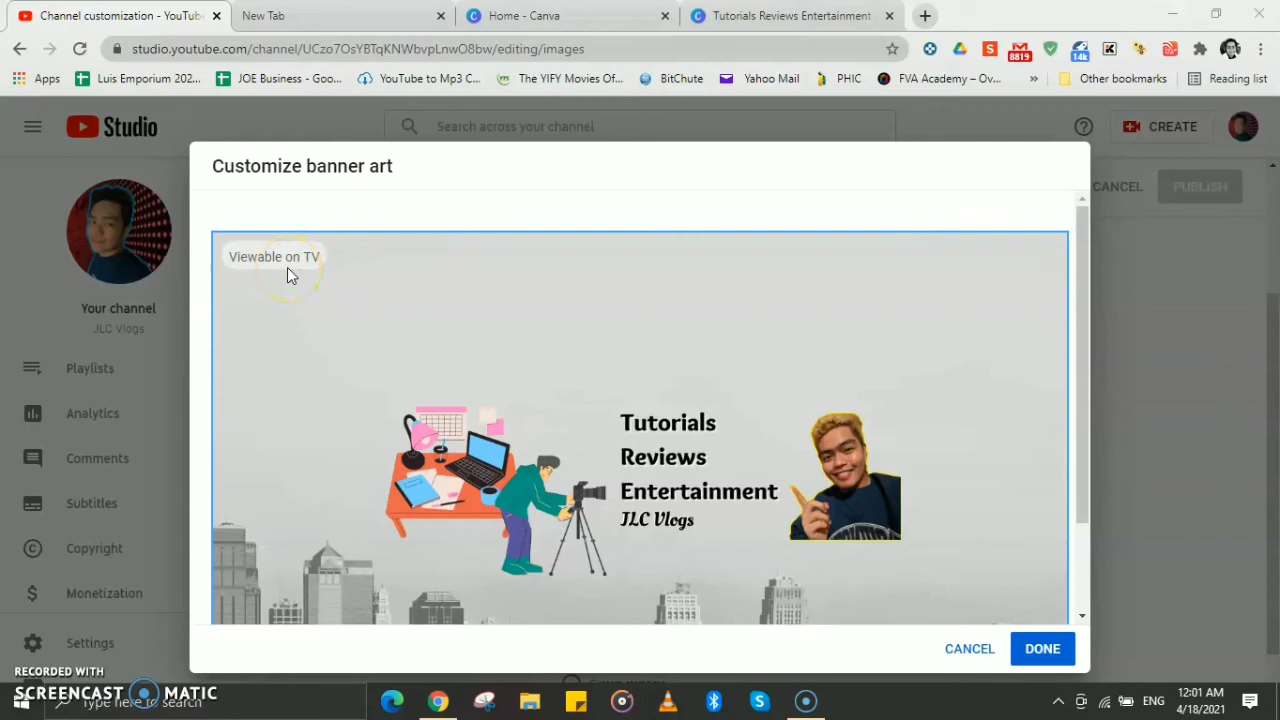 Channel customization - YouTube
New Tab
Home - Canva
Tutorials Reviews Entertainment
studio.youtube.com/channel/UCzo7OsYBTqKNWbvpLnwO8bw/editing/images
8819
14k
Apps
Luis Emporium 202...
JOE Business - Goo...
YouTube to Mp3 C...
The YIFY Movies Of...
BitChute
Yahoo Mail
PHIC
FVA Academy – Ov...
Other bookmarks
Reading list
Studio
Search across your channel
CREATE
Customize banner art
CANCEL
PUBLISH
Viewable on TV
Your channel
JLC Vlogs
Playlists
Analytics
Comments
Subtitles
Copyright
Monetization
Settings
Tutorials
Reviews
Entertainment
JLC Vlogs
CANCEL
DONE
RECORDED WITH
SCREENCAST MATIC
Type here to search
ENG
12:01 AM
4/18/2021